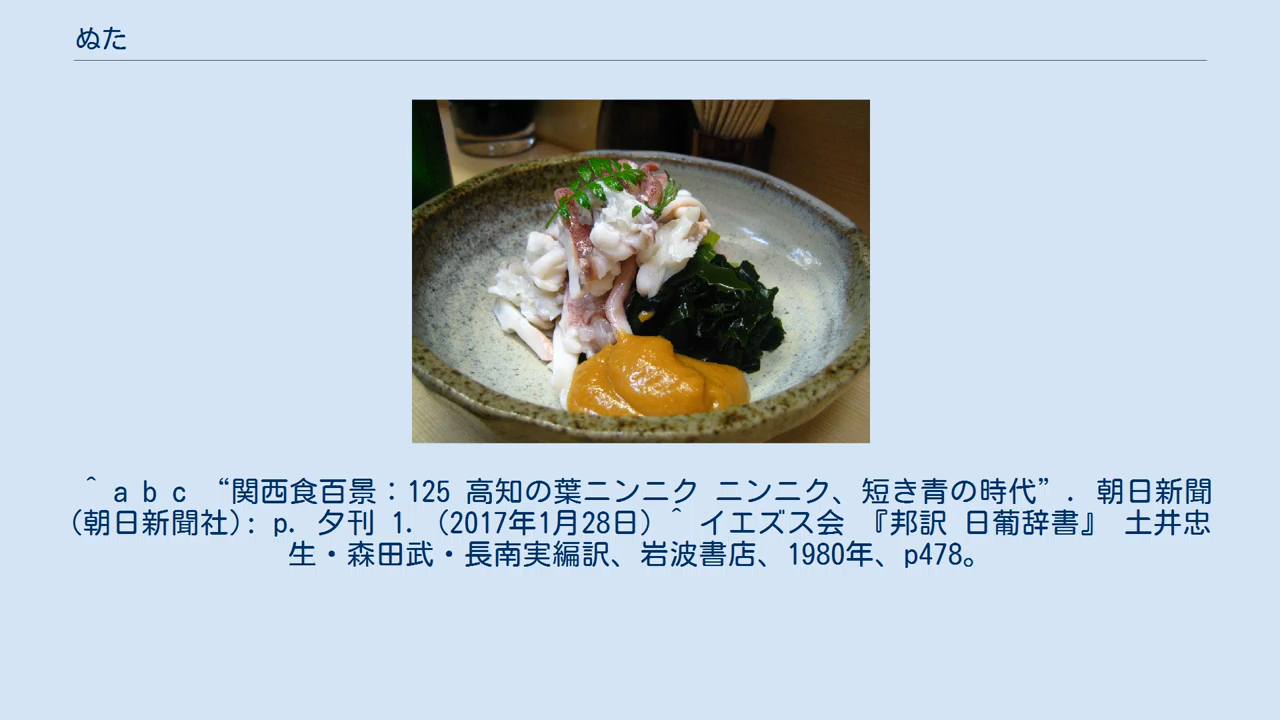 ぬた
^ a b c “関西食百景：125 高知の葉ニンニク ニンニク、短き青の時代”. 朝日新聞
(朝日新聞社): p. 夕刊 1. (2017年1月28日) ^ イエズス会 『邦訳 日葡辞書』 土井忠
生・森田武・長南実編訳、岩波書店、1980年、p478。